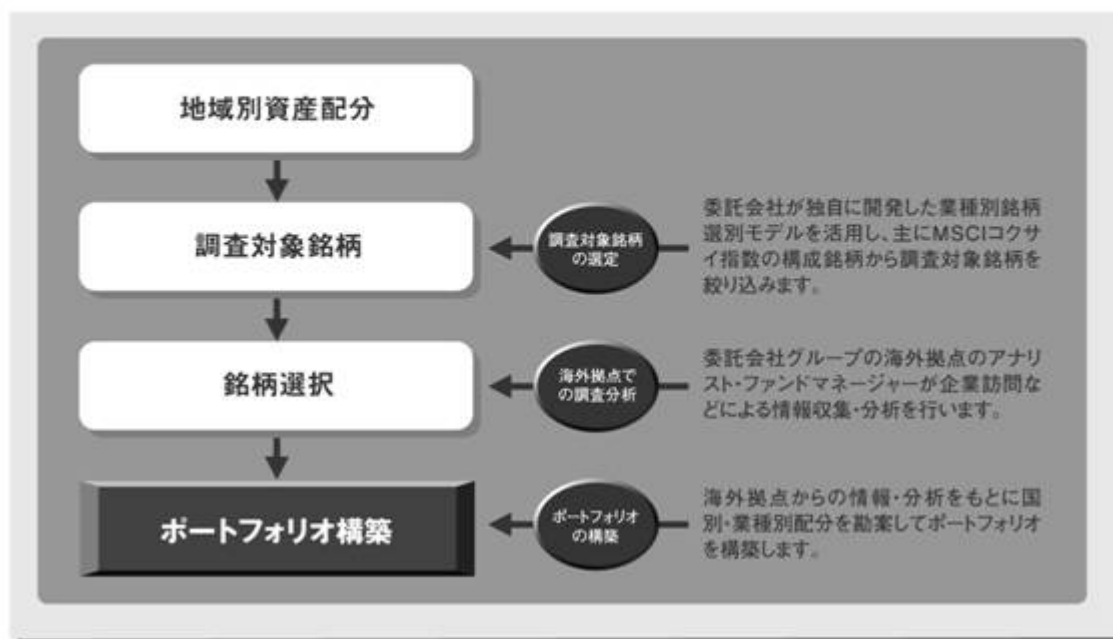 地域別資産配分
調査対象銘柄
調査対象銘柄
の選定
委託会社が独自に開発した業種別銘柄
選別モデルを活用し、主にMSCIコクサ
イ指数の構成銘柄から調査対象銘柄を
絞り込みます。
銘柄選択
海外拠点で
の調査分析
委託会社グループの海外拠点のアナリ
スト・ファンドマネージャーが企業訪問な
どによる情報収集・分析を行います。
ポートフォリオ構築
ポートフォリオ
の構築
海外拠点からの情報・分析をもとに国
別・業種別配分を勘案してポートフォリオ
を構築します。